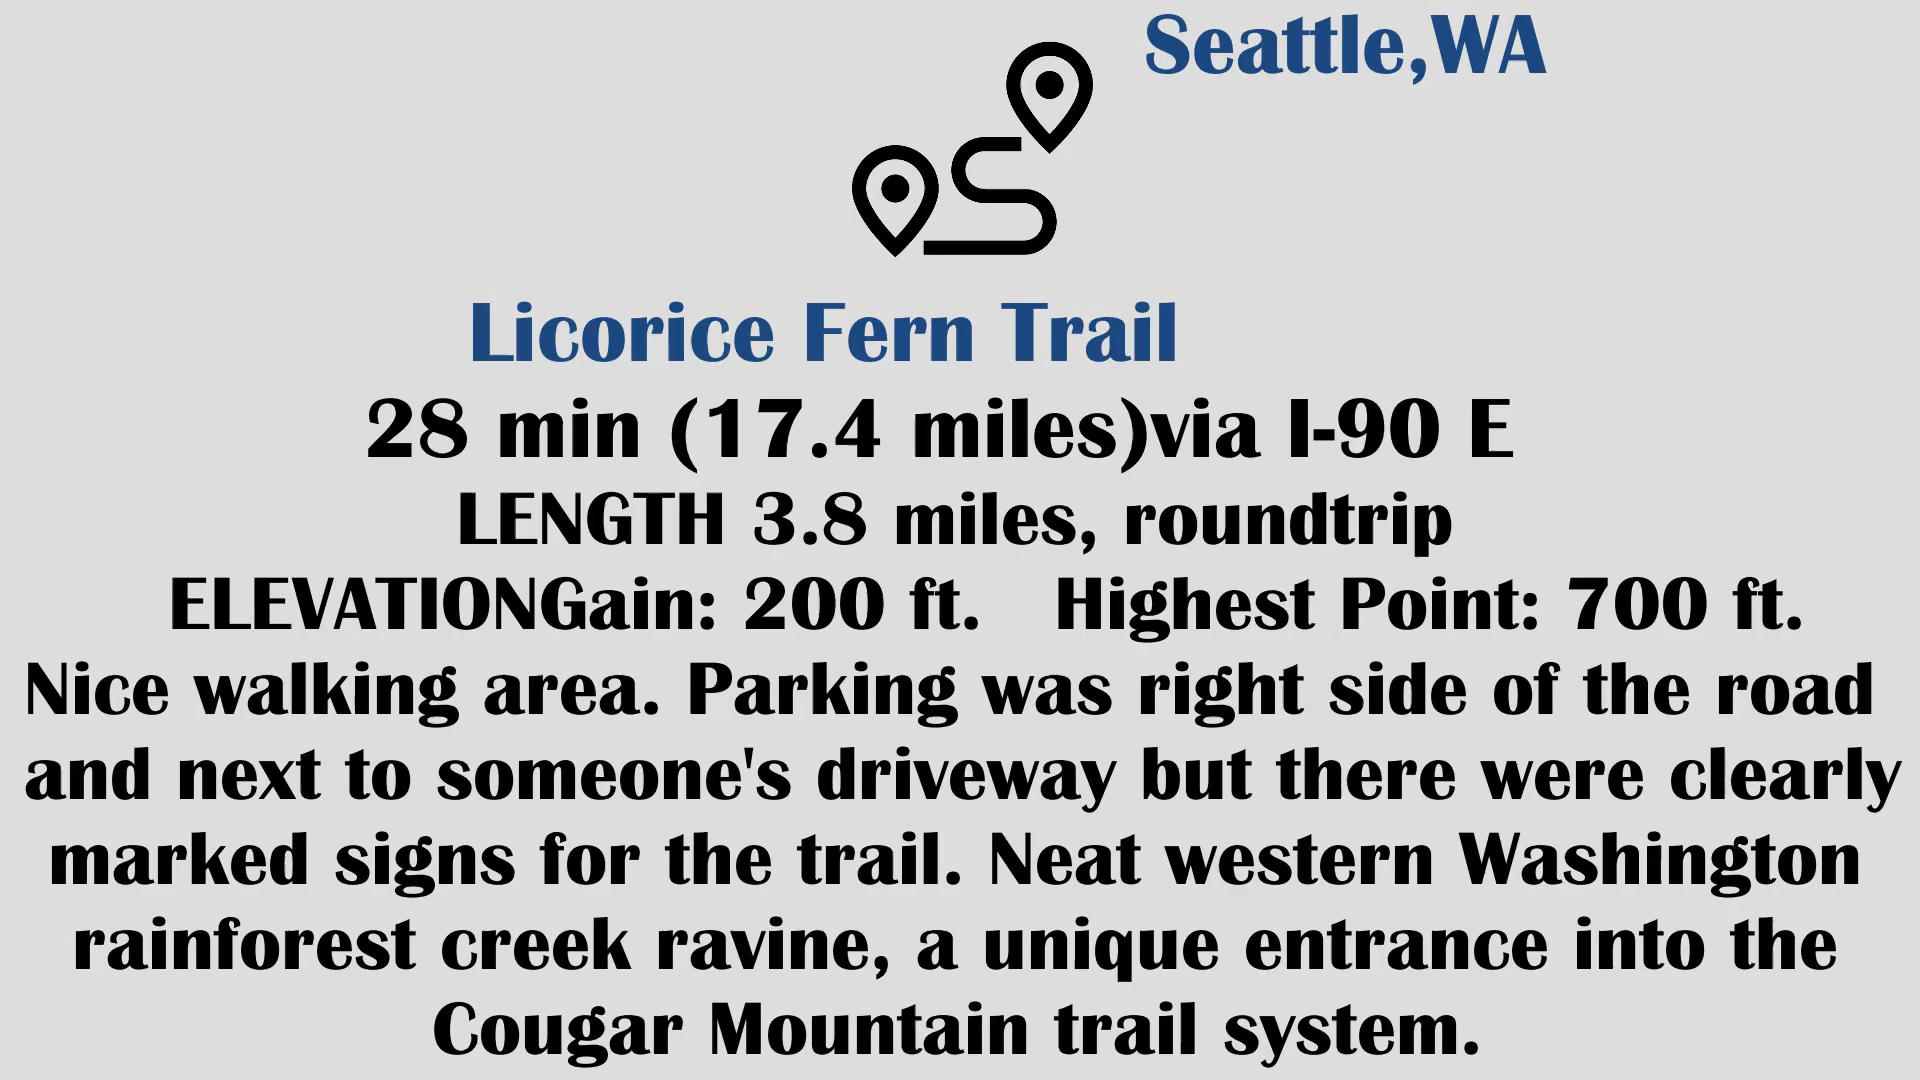 Seattle,WA
Licorice Fern Trail
28 min (17.4 miles)via I-90 E
LENGTH 3.8 miles, roundtrip
ELEVATIONGain: 200 ft. Highest Point: 700 ft.
Nice walking area. Parking was right side of the road
and next to someone's driveway but there were clearly
marked signs for the trail. Neat western Washington
rainforest creek ravine, a unique entrance into the
Cougar Mountain trail system.